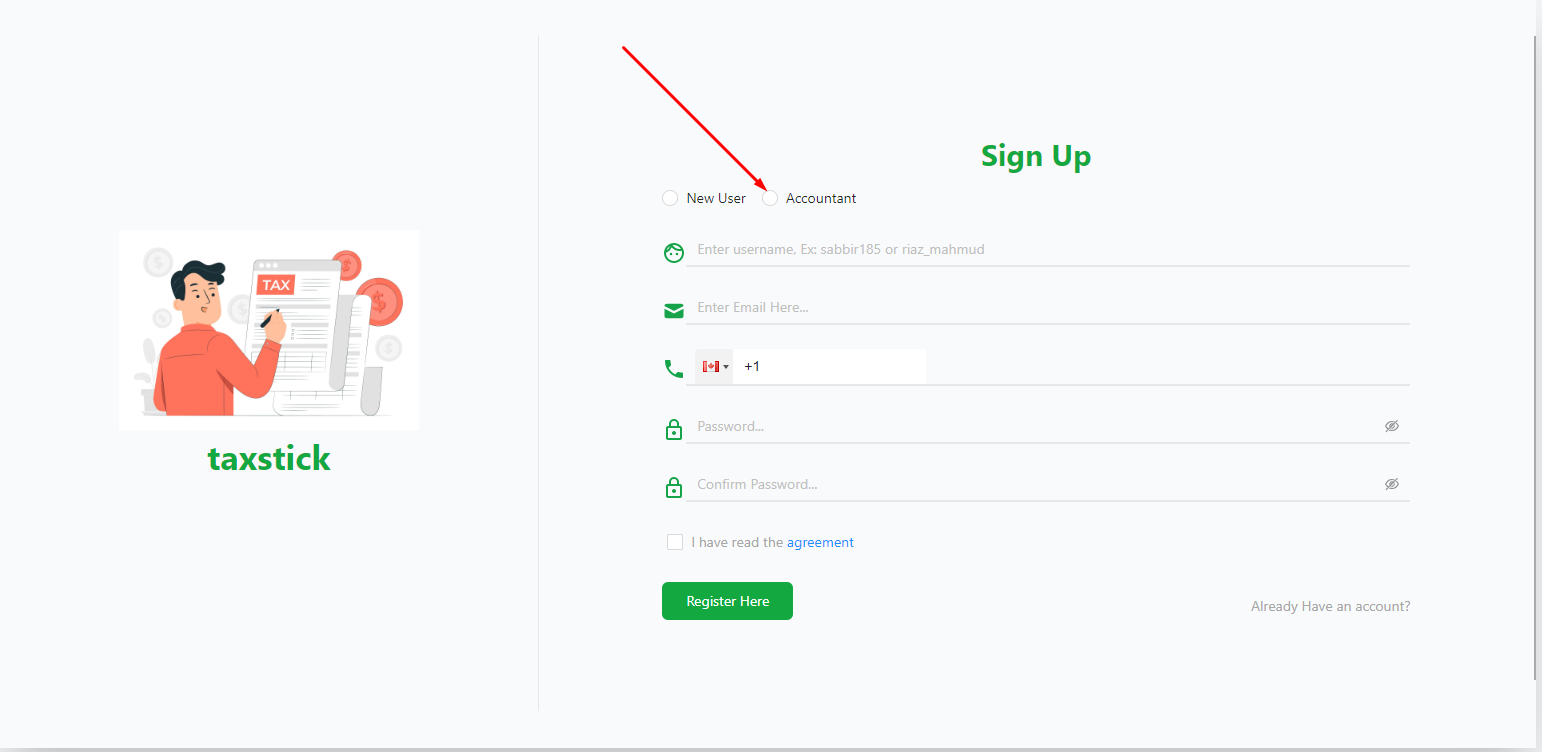 TAX
taxstick
Sign Up
New User Accountant
Enter username, Ex: sabbir185 or riaz_mahmud
Enter Email Here...
+1
Password...
Confirm Password...
I have read the agreement
Register Here
Already Have an account?